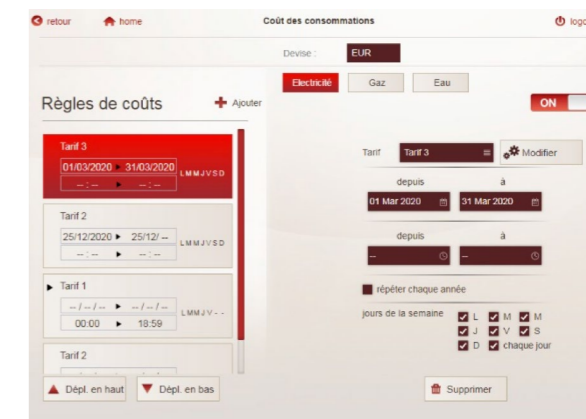 retour home Coût des consommations logo
Devise : EUR
Electricité Gaz Eau
Règles de coûts Ajouter
ON
Tarif 3
01/03/2020 31/03/2020 LMMJVSD
-- : -- -- : --
Tarif Tarif 3 Modifier
depuis à
01 Mar 2020 31 Mar 2020
Tarif 2
25/12/2020 25/12/ -- LMMJVSD
-- : -- -- : --
depuis à
-- --
Tarif 1
-- / -- / -- -- / -- / -- LMMJV--
00:00 18:59
répéter chaque année
jours de la semaine L M M
J V S
D chaque jour
Tarif 2
Dépl. en haut Dépl. en bas Supprimer